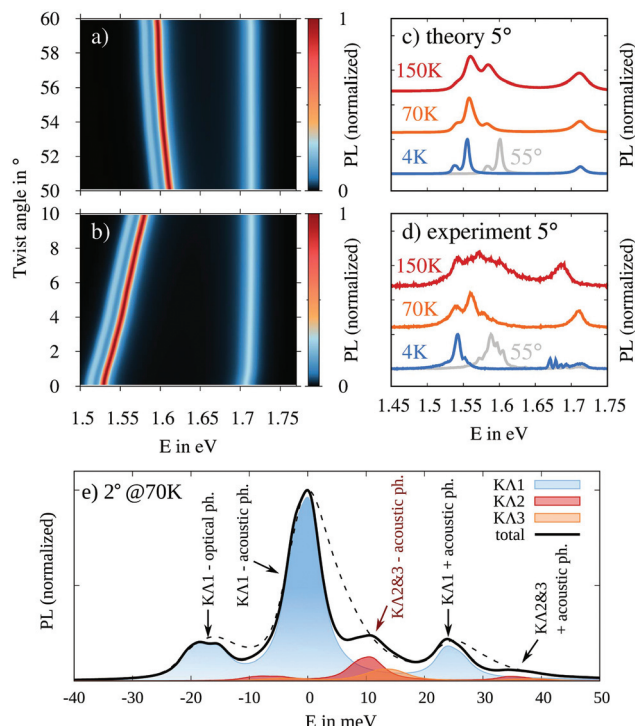 60
58
56
54
52
50
a)
1
0
PL (normalized)
Twist angle in °
10
8
6
4
2
0
b)
1
0
PL (normalized)
1.5 1.55 1.6 1.65 1.7 1.75
E in eV
c) theory 5°
150K
70K
4K
55°
PL (normalized)
d) experiment 5°
150K
70K
4K
55°
PL (normalized)
1.45 1.5 1.55 1.6 1.65 1.7 1.75
E in eV
e) 2° @70K
PL (normalized)
KΛ1 - optical ph.
KΛ1 - acoustic ph.
KΛ2&3 - acoustic ph.
KΛ1 + acoustic ph.
KΛ2&3
+ acoustic ph.
KΛ1
KΛ2
KΛ3
total
-40 -30 -20 -10 0 10 20 30 40 50
E in meV